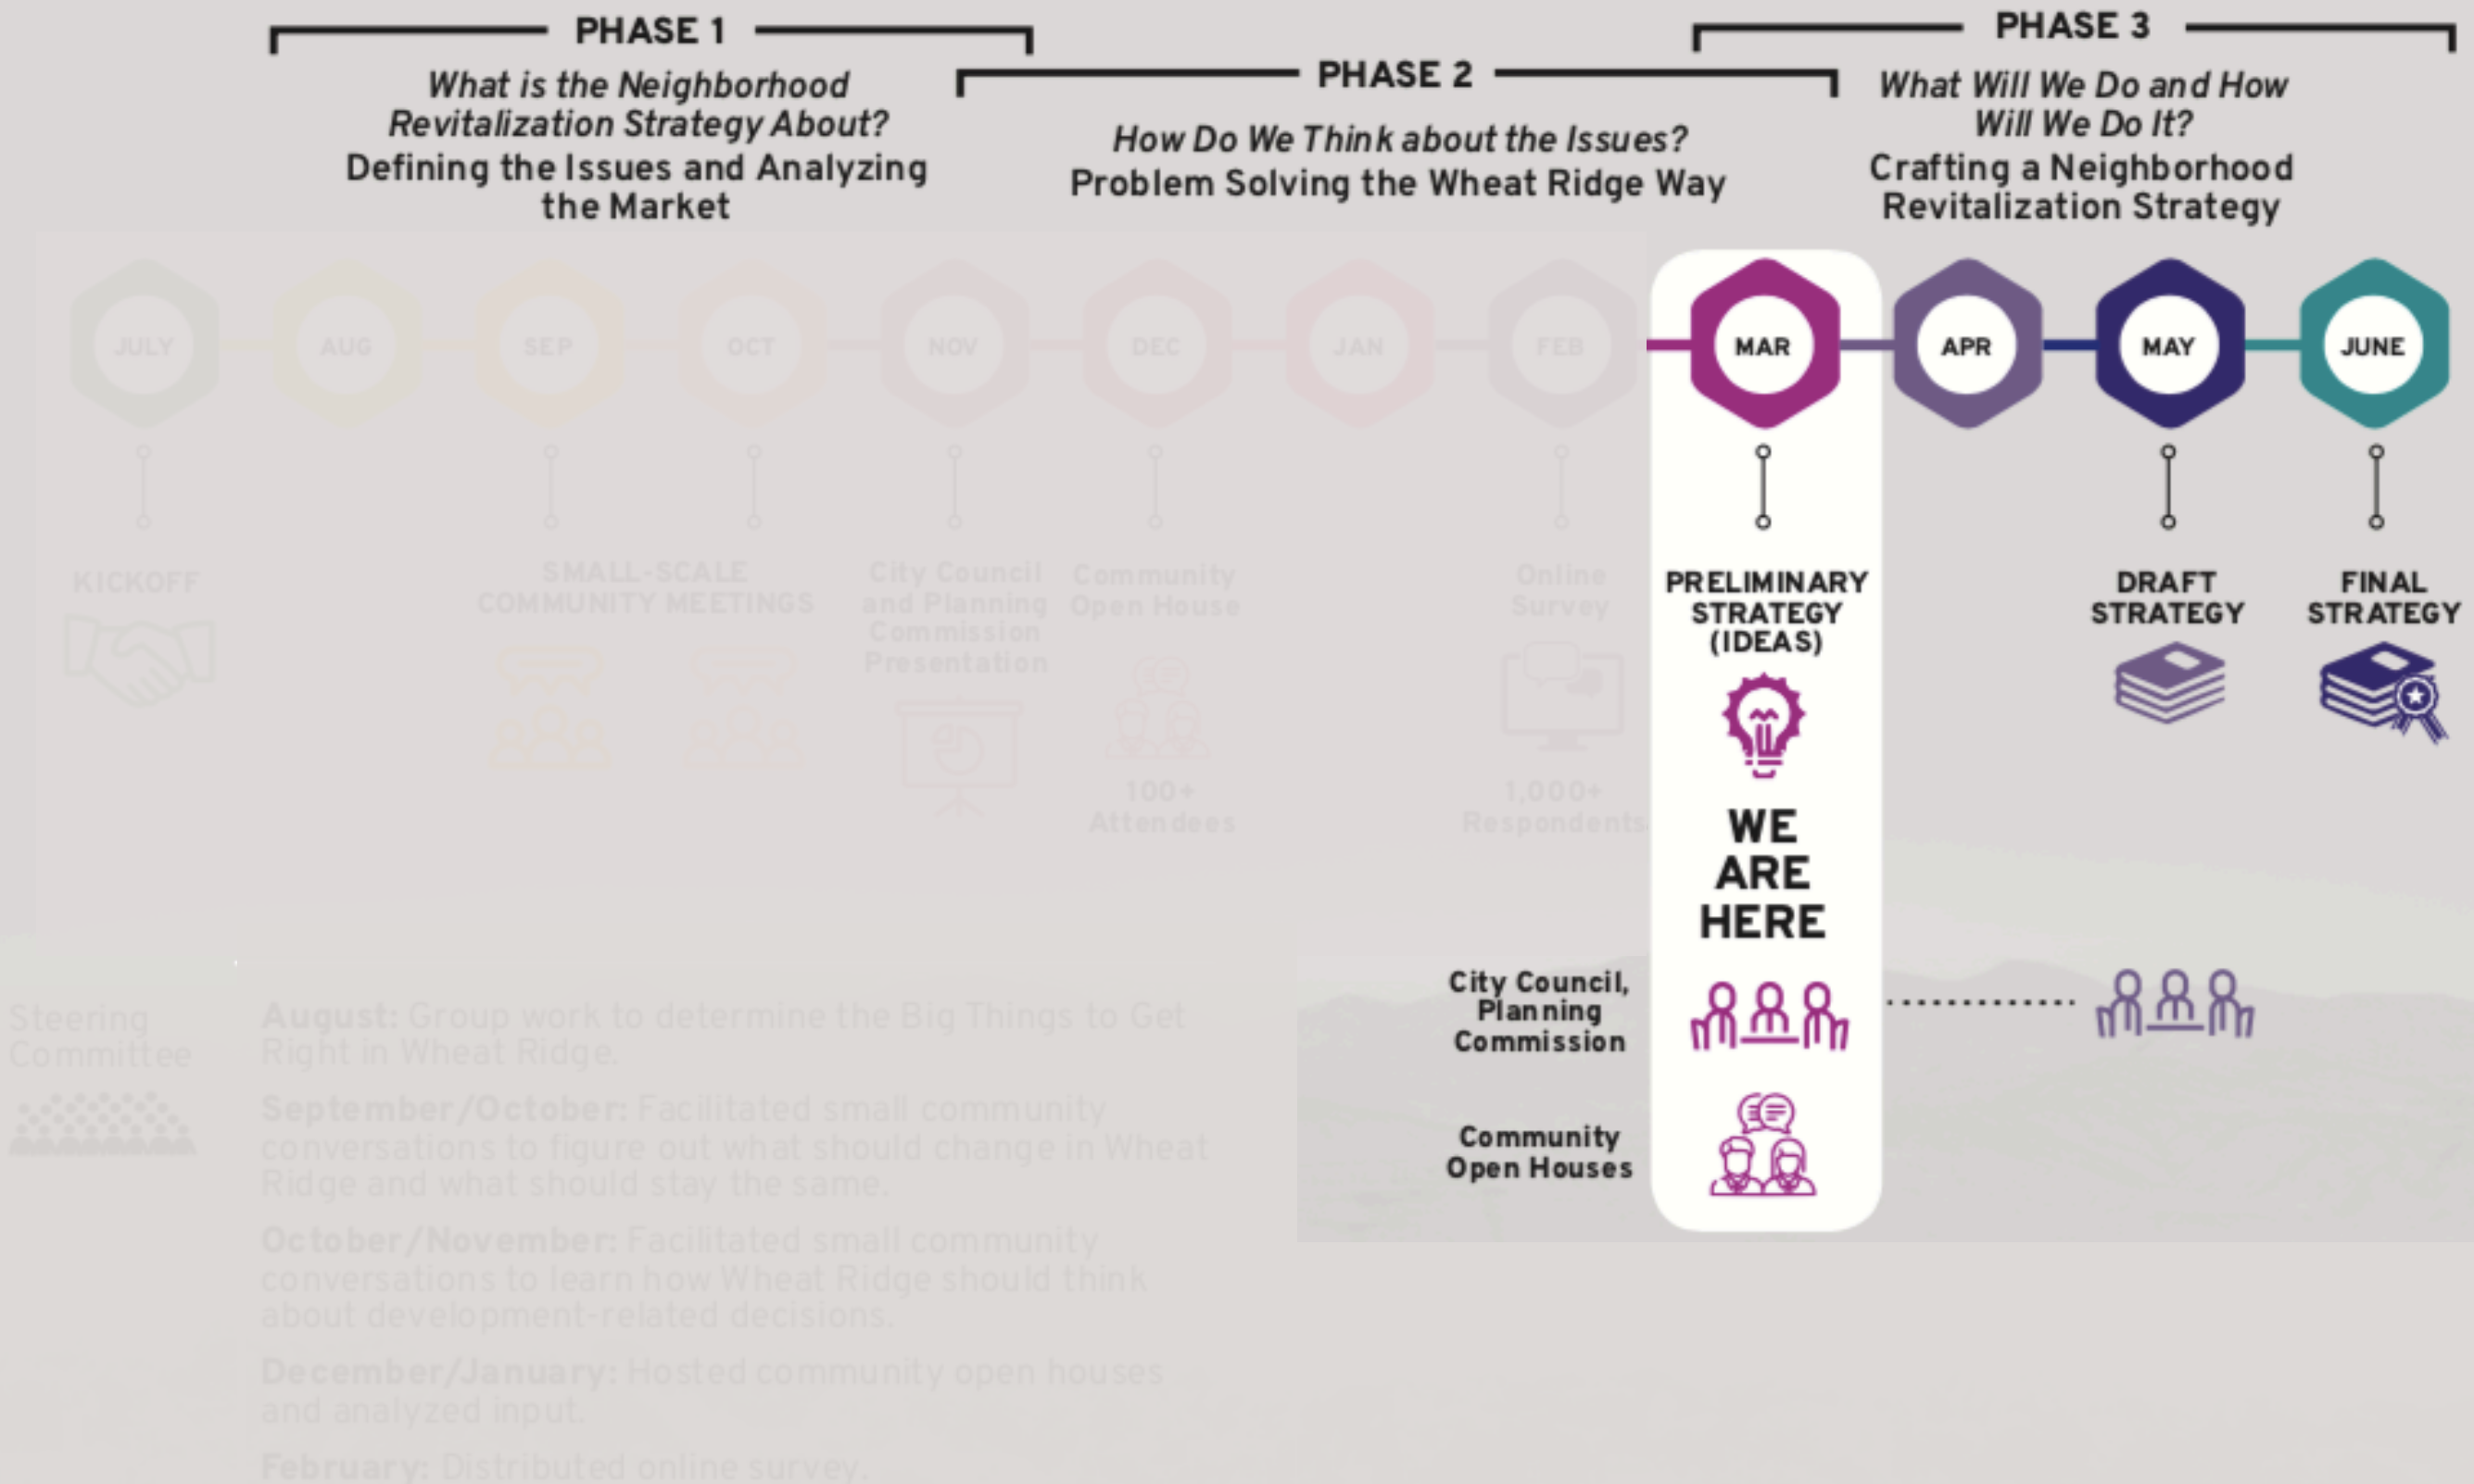 PHASE 1
What is the Neighborhood
Revitalization Strategy About?
Defining the Issues and Analyzing
the Market
PHASE 2
How Do We Think about the Issues?
Problem Solving the Wheat Ridge Way
PHASE 3
What Will We Do and How
Will We Do It?
Crafting a Neighborhood
Revitalization Strategy
JULY
AUG
SEP
OCT
NOV
DEC
JAN
FEB
MAR
APR
MAY
JUNE
KICKOFF
SMALL-SCALE
COMMUNITY MEETINGS
City Council
and Planning
Commission
Presentation
Community
Open House
100+
Attendees
Online
Survey
1,000+
Respondents
PRELIMINARY
STRATEGY
(IDEAS)
WE
ARE
HERE
DRAFT
STRATEGY
FINAL
STRATEGY
City Council,
Planning
Commission
Community
Open Houses
Steering
Committee
August: Group work to determine the Big Things to Get
Right in Wheat Ridge.
September/October: Facilitated small community
conversations to figure out what should change in Wheat
Ridge and what should stay the same.
October/November: Facilitated small community
conversations to learn how Wheat Ridge should think
about development-related decisions.
December/January: Hosted community open houses
and analyzed input.
February: Distributed online survey.